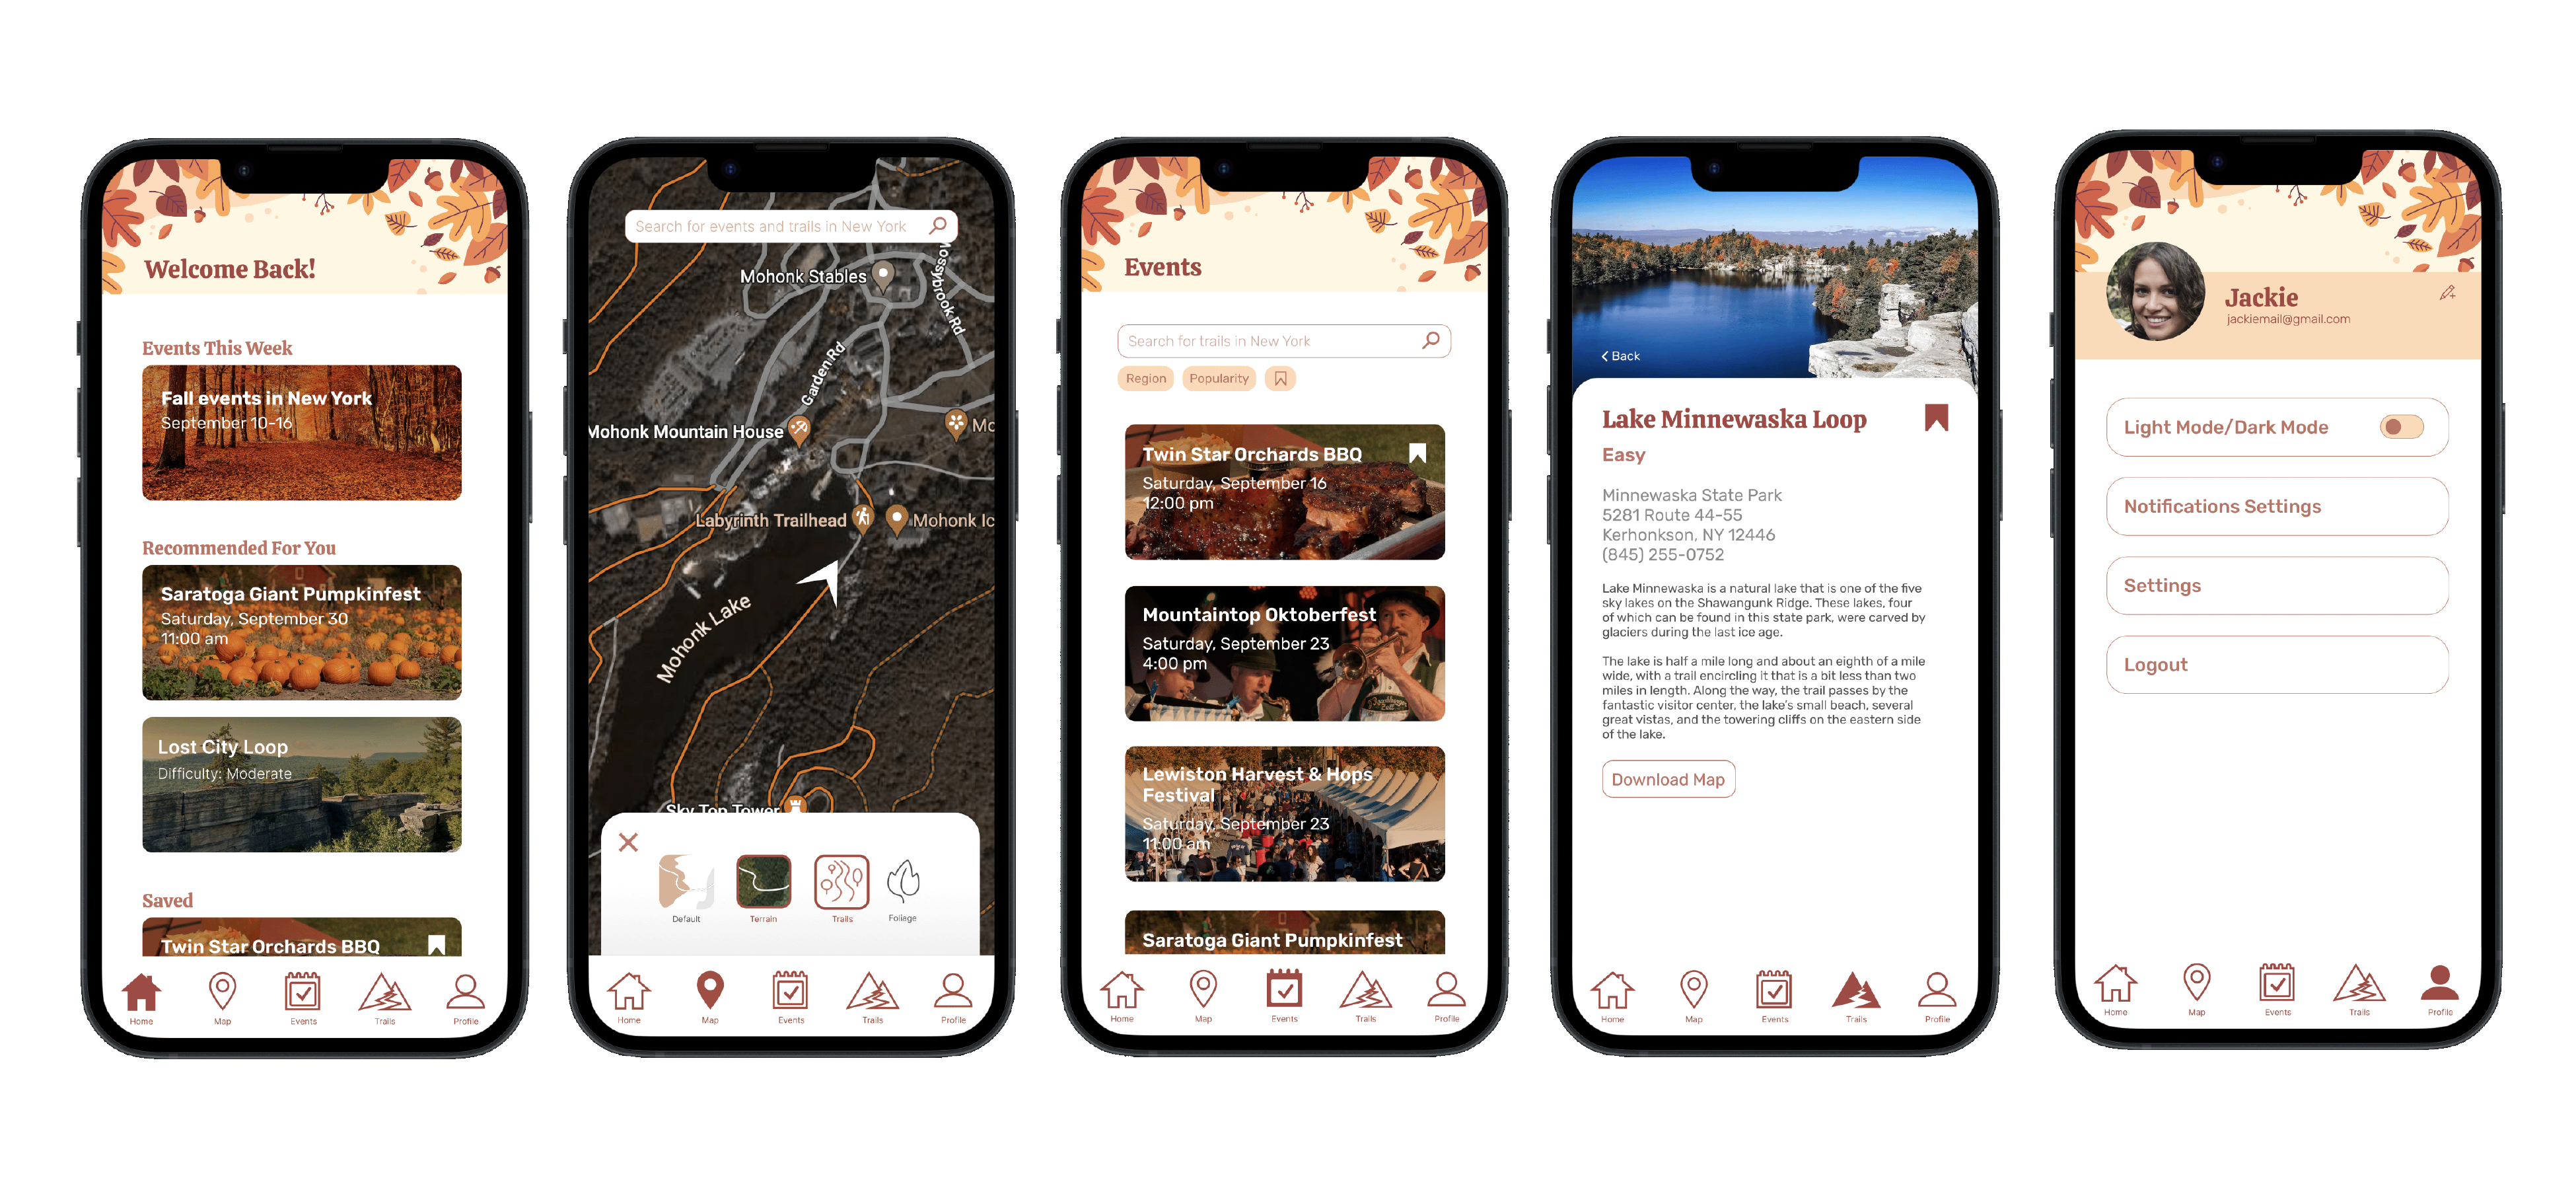 Welcome Back!
Events This Week
Fall events in New York
September 10-16
Recommended For You
Saratoga Giant Pumpkinfest
Saturday, September 30
11:00 am
Lost City Loop
Difficulty: Moderate
Saved
Twin Star Orchards BBQ
Home
Map
Events
Trails
Profile
Search for events and trails in New York
Mohonk Stables
Mossybrook Rd
Garden Rd
Mohonk Mountain House
Labyrinth Trailhead
Mohonk
Mohonk Lake
Sky Top Tower
Default
Terrain
Trails
Foliage
Home
Map
Events
Trails
Profile
Events
Search for trails in New York
Region
Popularity
Twin Star Orchards BBQ
Saturday, September 16
12:00 pm
Mountaintop Oktoberfest
Saturday, September 23
4:00 pm
Lewiston Harvest & Hops
Festival
Saturday, September 23
11:00 am
Saratoga Giant Pumpkinfest
Home
Map
Events
Trails
Profile
Back
Lake Minnewaska Loop
Easy
Minnewaska State Park
5281 Route 44-55
Kerhonkson, NY 12446
(845) 255-0752
Lake Minnewaska is a natural lake that is one of the five
sky lakes on the Shawangunk Ridge. These lakes, four
of which can be found in this state park, were carved by
glaciers during the last ice age.
The lake is half a mile long and about an eighth of a mile
wide, with a trail encircling it that is a bit less than two
miles in length. Along the way, the trail passes by the
fantastic visitor center, the lake's small beach, several
great vistas, and the towering cliffs on the eastern side
of the lake.
Download Map
Home
Map
Events
Trails
Profile
Jackie
jackiemail@gmail.com
Light Mode/Dark Mode
Notifications Settings
Settings
Logout
Home
Map
Events
Trails
Profile